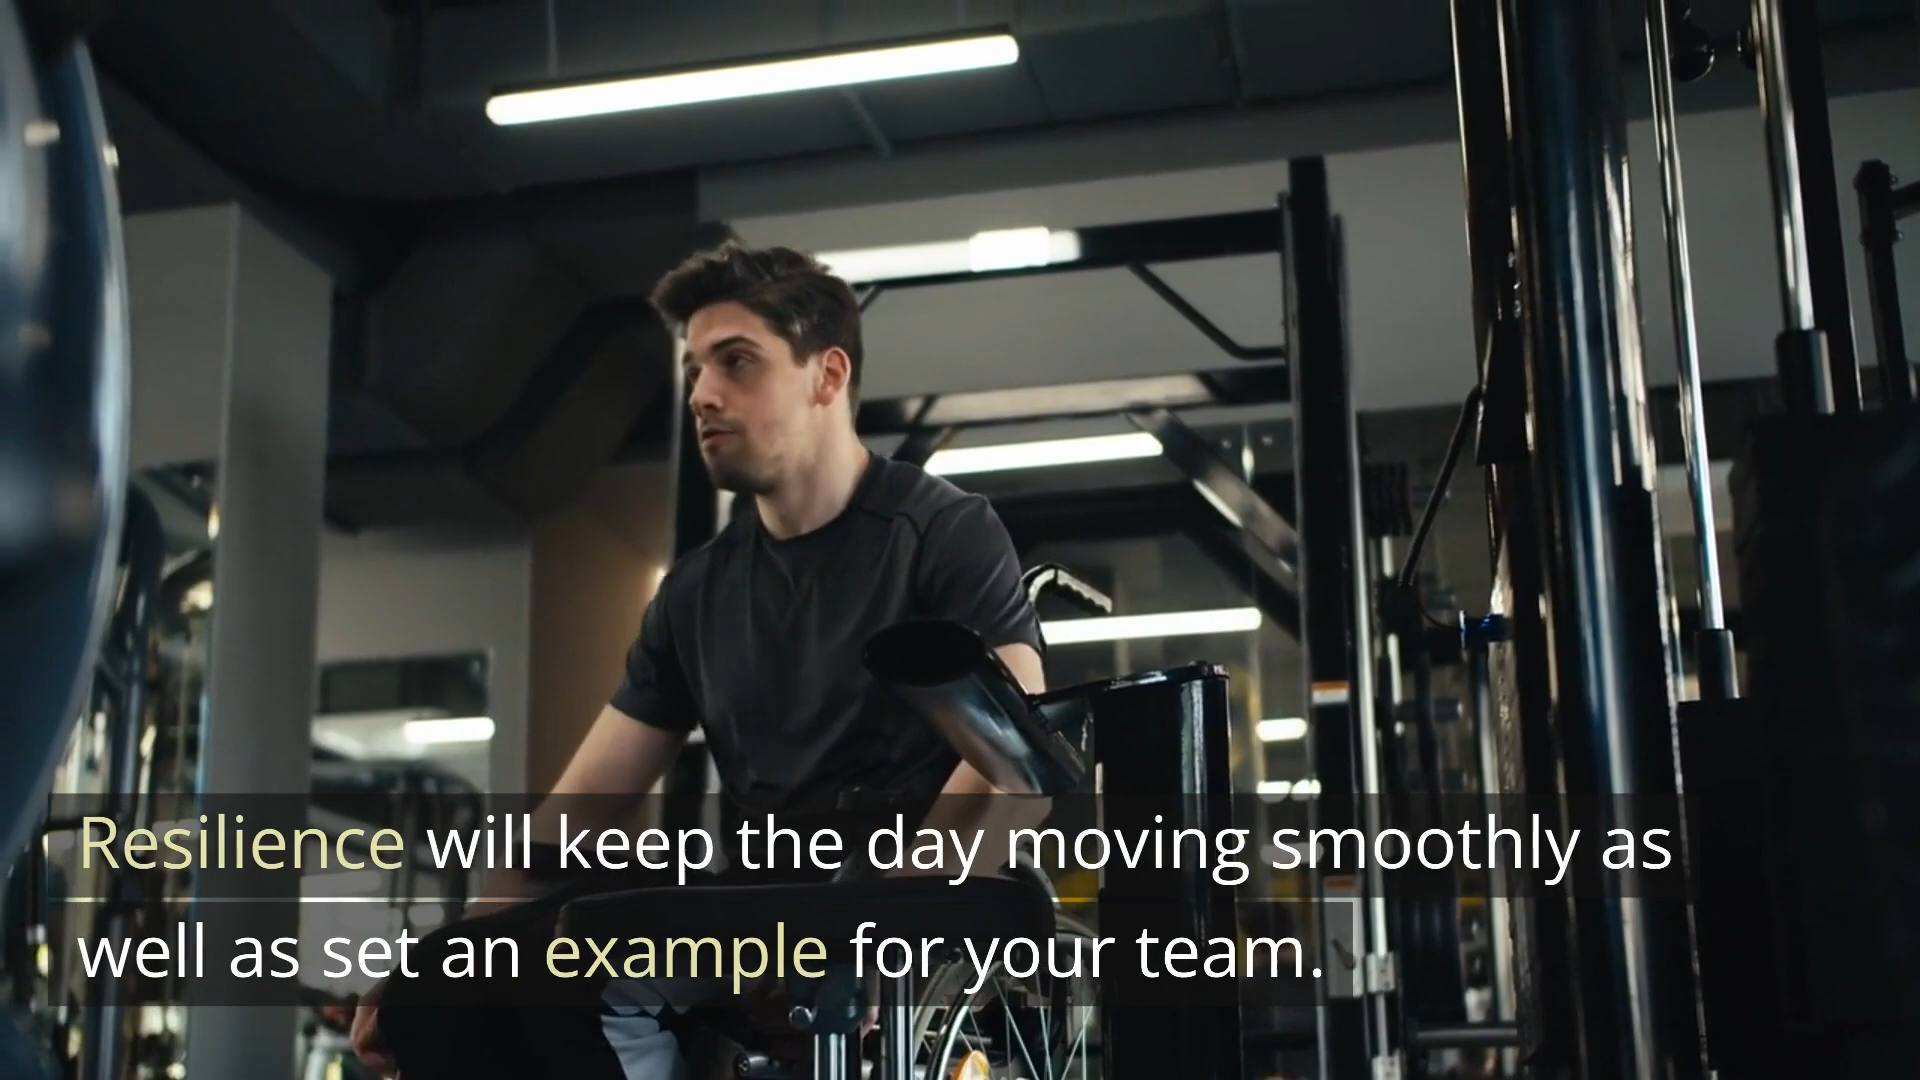 Resilience will keep the day moving smoothly as
well as set an example for your team.